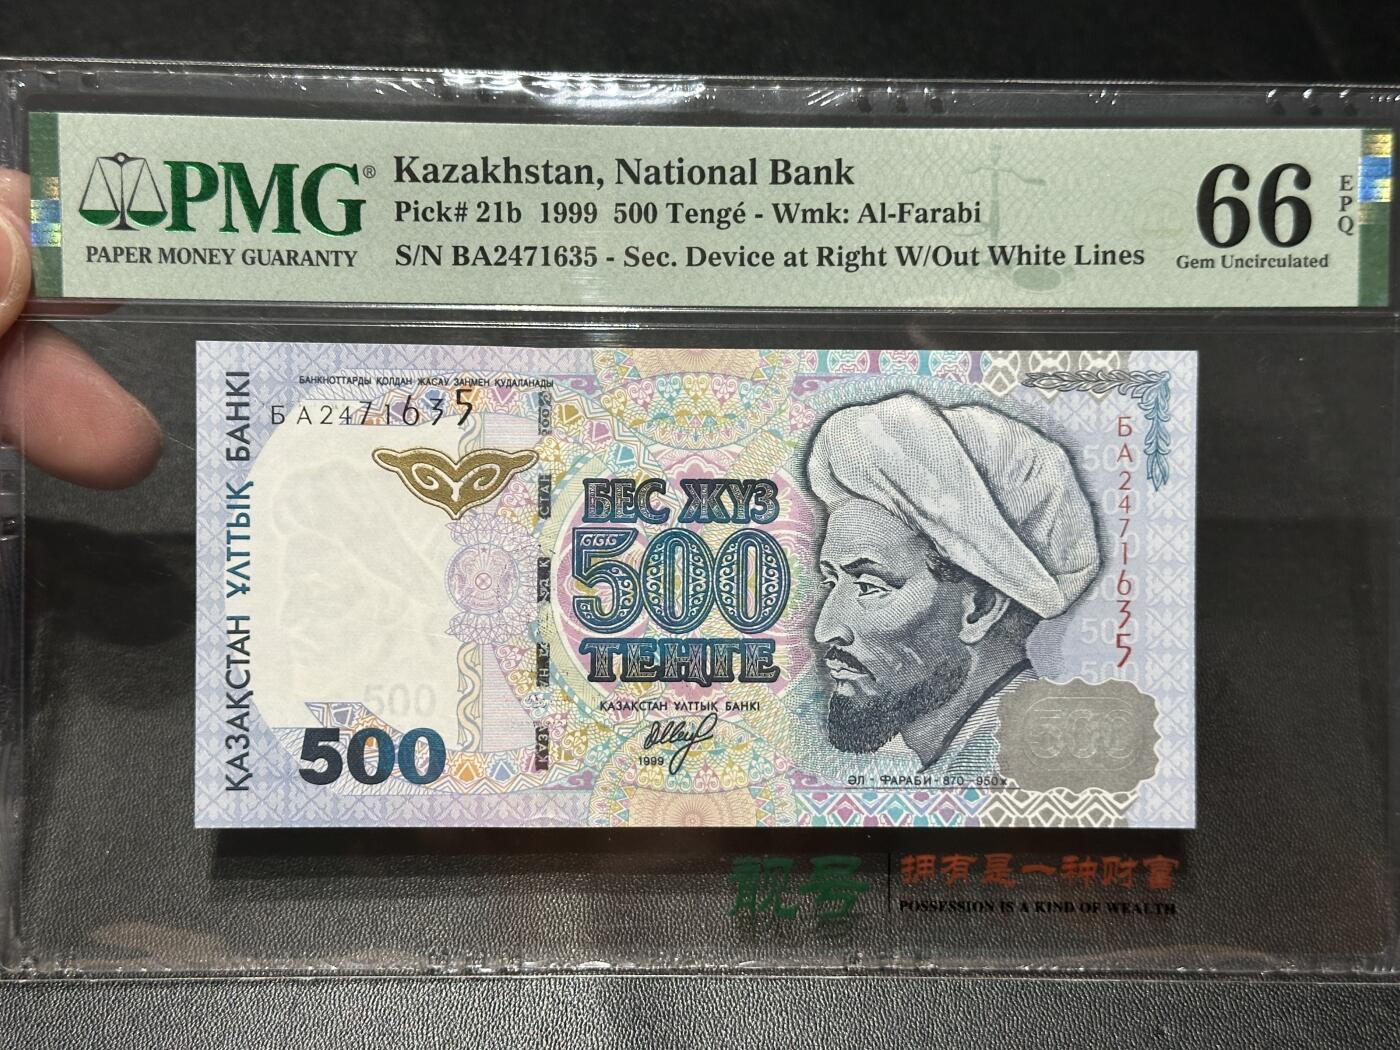 PMG®
PAPER MONEY GUARANTY
Kazakhstan, National Bank
Pick# 21b 1999 500 Tengé - Wmk: Al-Farabi
S/N BA2471635 - Sec. Device at Right W/Out White Lines
66
EPQ
Gem Uncirculated
БАНКНОТТАРДЫ ҚОЛДАН ЖАСАУ ЗАҢМЕН ҚУДАЛАНАДЫ
БА2471635
ҚАЗАҚСТАН ҰЛТТЫҚ БАНКІ
БЕС ЖҮЗ
500
ТЕҢГЕ
ҚАЗАҚСТАН ҰЛТТЫҚ БАНКІ
1999
500
500
БА2471635
500
500
500
500
ӘЛ - ФАРАБИ - 870 - 950ж
靓号
拥有是一种财富
POSSESSION IS A KIND OF WEALTH